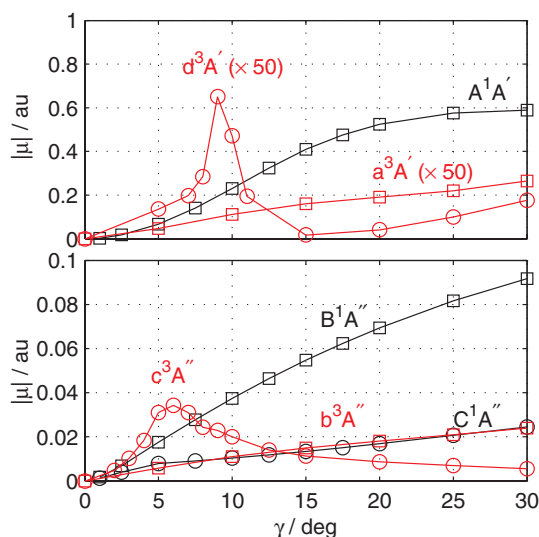 1
0.8
0.6
0.4
0.2
0
|μ| / au
d³A′ (× 50)
A¹A′
a³A′ (× 50)
0.1
0.08
0.06
0.04
0.02
0
|μ| / au
B¹A″
c³A″
b³A″
C¹A″
0 5 10 15 20 25 30
γ / deg